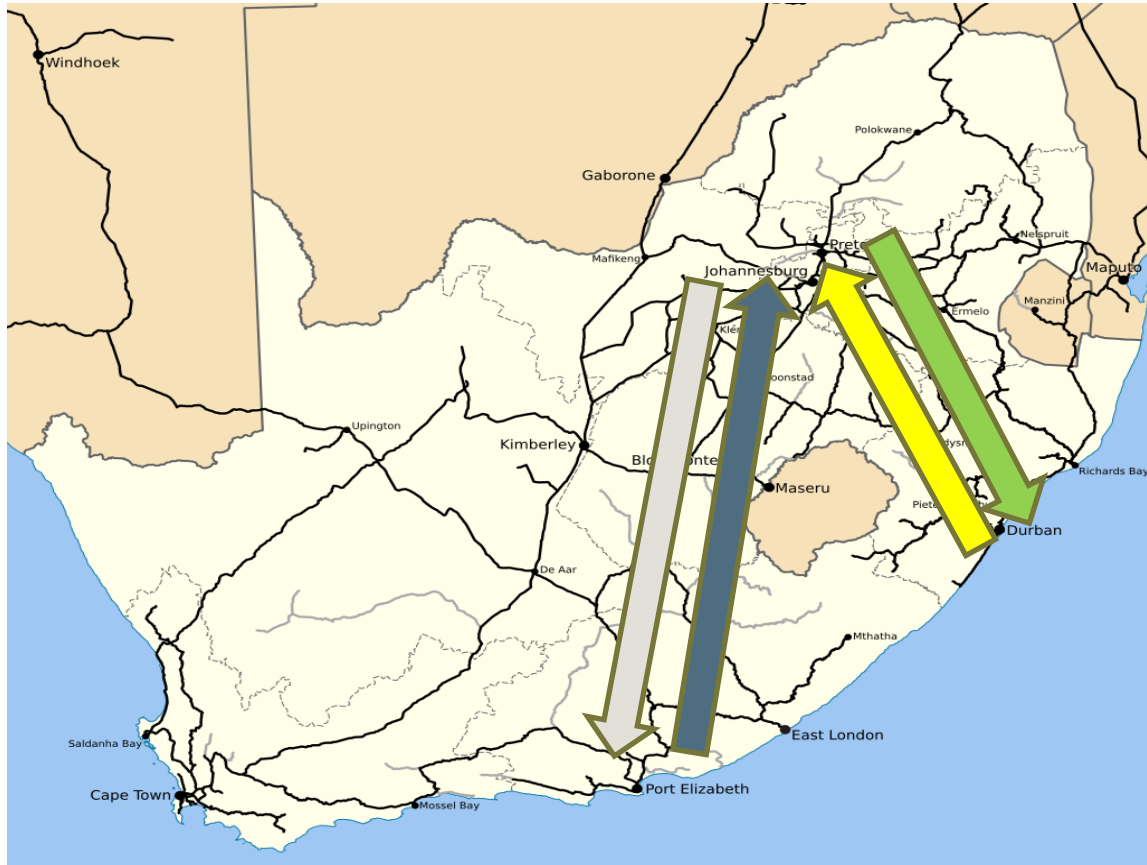 Windhoek
Polokwane
Gaborone
Nelspruit
Mafikeng
Johannesburg
Maputo
Manzini
Ermelo
Upington
Kimberley
Maseru
Richards Bay
Durban
De Aar
Mthatha
East London
Saldanha Bay
Port Elizabeth
Cape Town
Mossel Bay